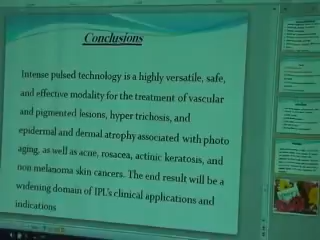 Conclusions
Intense pulsed technology is a highly versatile, safe,
and effective modality for the treatment of vascular
and pigmented lesions, hyper trichosis, and
epidermal and dermal atrophy associated with photo
aging, as well as acne, rosacea, actinic keratosis, and
non melanoma skin cancers. The end result will be a
widening domain of IPL's clinical applications and
indications